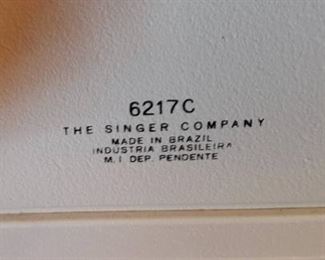 6217C
THE SINGER COMPANY
MADE IN BRAZIL
INDUSTRIA BRASILEIRA
M. I. DEP. PENDENTE